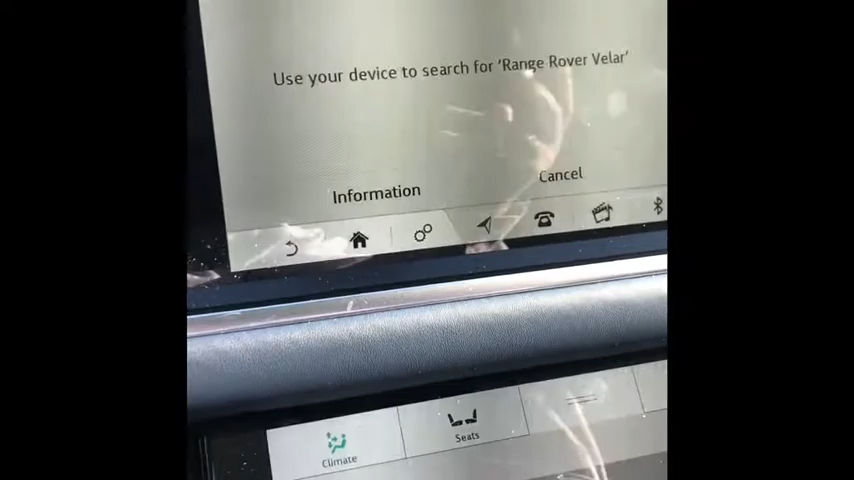 Use your device to search for 'Range Rover Velar'
Information
Cancel
Climate
Seats